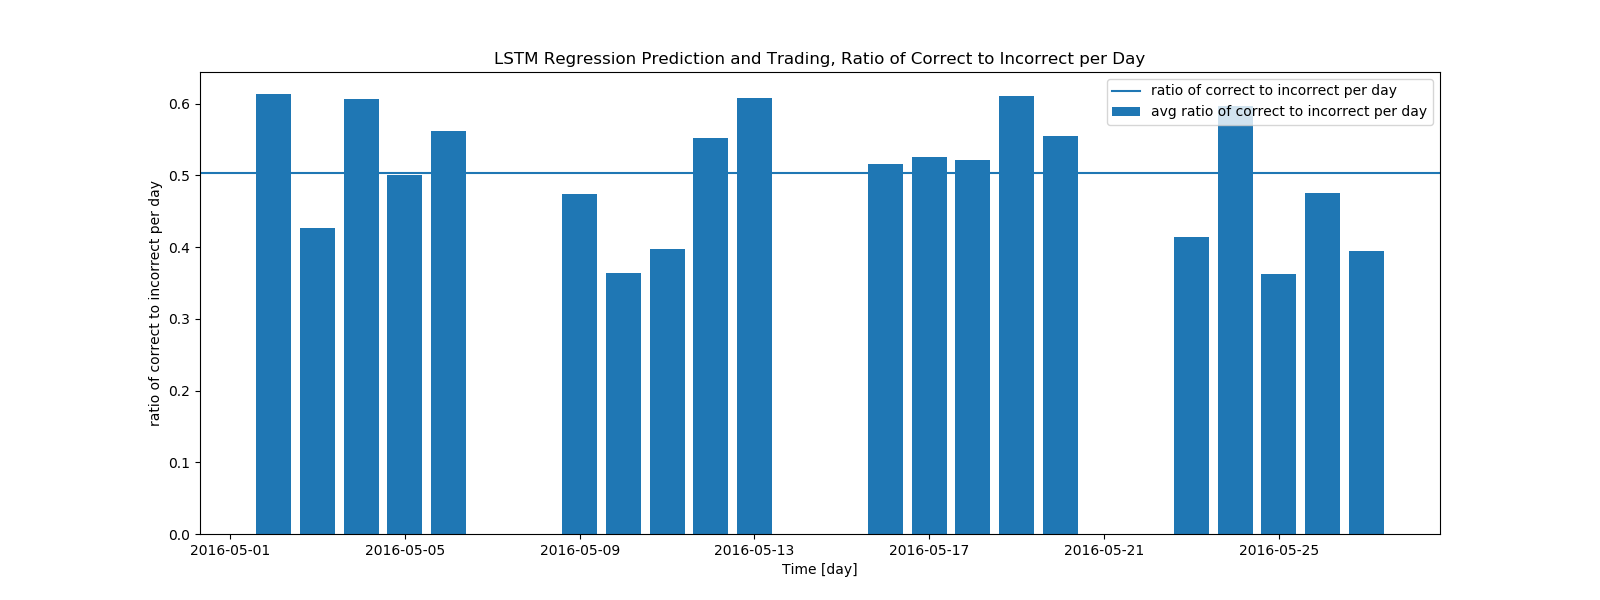 LSTM Regression Prediction and Trading, Ratio of Correct to Incorrect per Day
ratio of correct to incorrect per day
avg ratio of correct to incorrect per day
ratio of correct to incorrect per day
0.6
0.5
0.4
0.3
0.2
0.1
0.0
2016-05-01 2016-05-05 2016-05-09 2016-05-13 2016-05-17 2016-05-21 2016-05-25
Time [day]